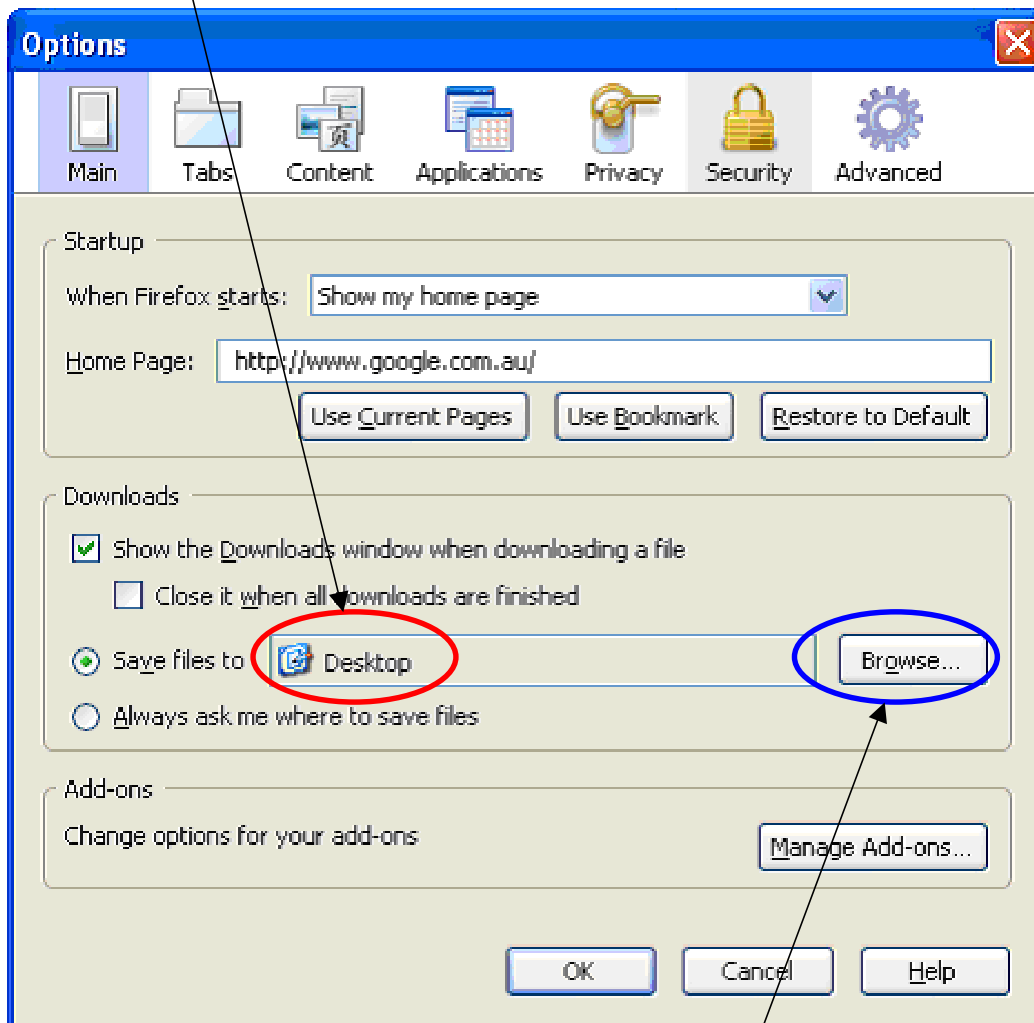 Options
Main Tabs Content Applications Privacy Security Advanced
Startup
When Firefox starts: Show my home page
Home Page: http://www.google.com.au/
Use Current Pages Use Bookmark Restore to Default
Downloads
Show the Downloads window when downloading a file
Close it when all downloads are finished
Save files to Desktop Browse...
Always ask me where to save files
Add-ons
Change options for your add-ons
Manage Add-ons...
OK Cancel Help